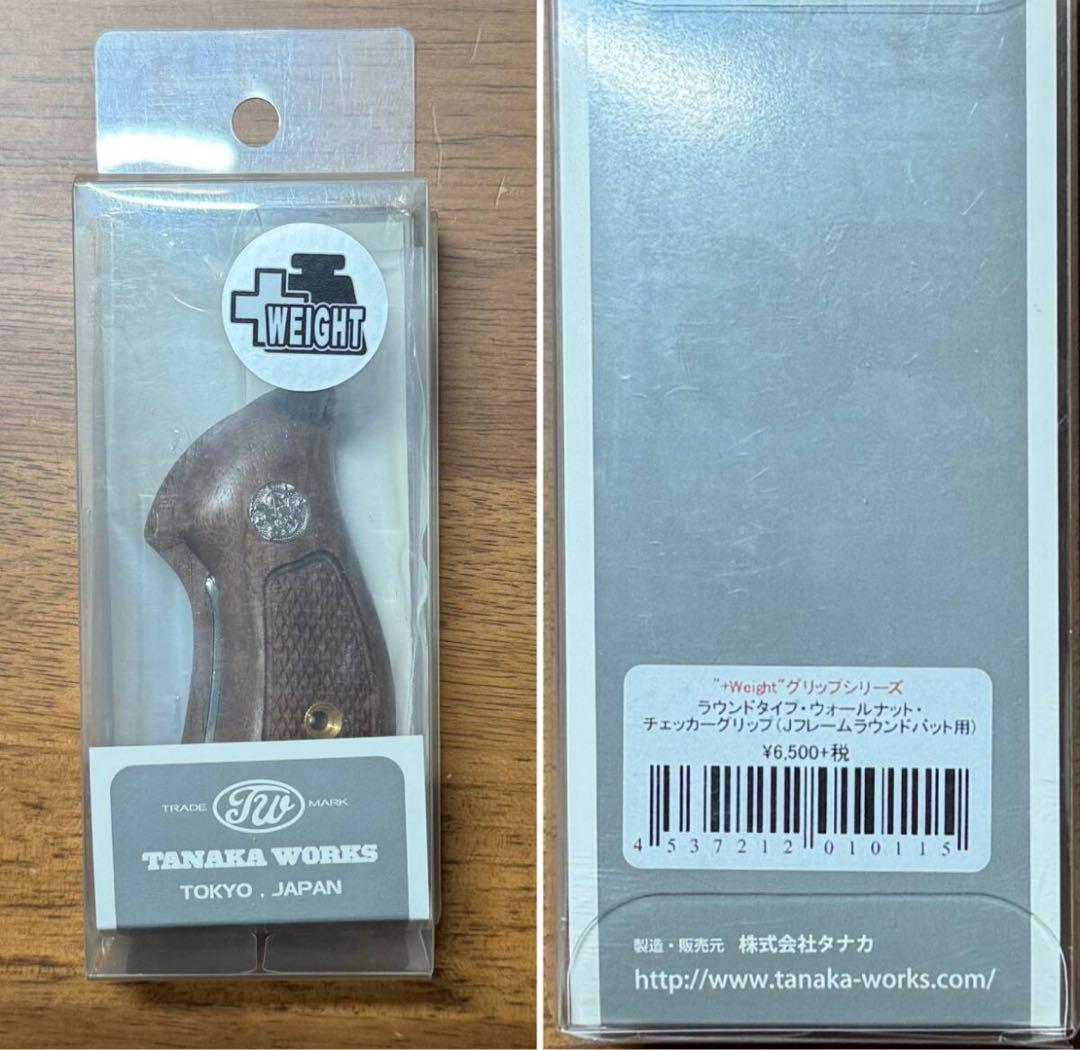 +WEIGHT
TRADE TW MARK
TANAKA WORKS
TOKYO , JAPAN
"+Weight"グリップシリーズ
ラウンドタイプ・ウォールナット・
チェッカーグリップ(Jフレームラウンドバット用)
¥6,500+税
4537212010115
製造・販売元 株式会社タナカ
http://www.tanaka-works.com/